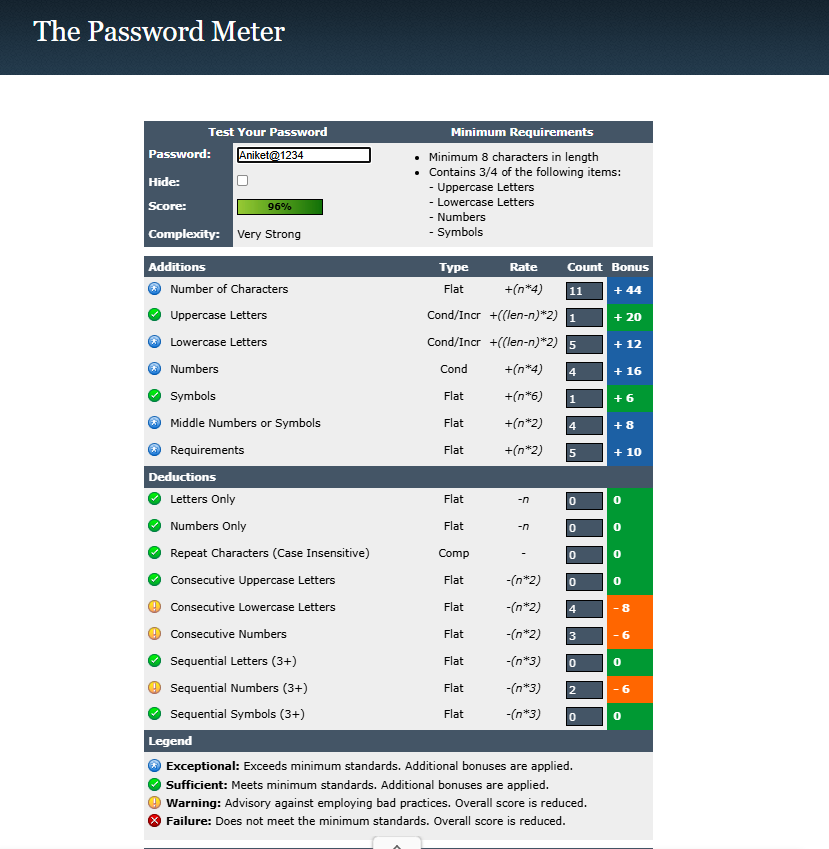 The Password Meter
Test Your Password Minimum Requirements
Password: Aniket@1234
Hide:
Score: 96%
Complexity: Very Strong
• Minimum 8 characters in length
• Contains 3/4 of the following items:
- Uppercase Letters
- Lowercase Letters
- Numbers
- Symbols
Additions Type Rate Count Bonus
Number of Characters Flat +(n*4) 11 + 44
Uppercase Letters Cond/Incr +((len-n)*2) 1 + 20
Lowercase Letters Cond/Incr +((len-n)*2) 5 + 12
Numbers Cond +(n*4) 4 + 16
Symbols Flat +(n*6) 1 + 6
Middle Numbers or Symbols Flat +(n*2) 4 + 8
Requirements Flat +(n*2) 5 + 10
Deductions
Letters Only Flat -n 0 0
Numbers Only Flat -n 0 0
Repeat Characters (Case Insensitive) Comp - 0 0
Consecutive Uppercase Letters Flat -(n*2) 0 0
Consecutive Lowercase Letters Flat -(n*2) 4 - 8
Consecutive Numbers Flat -(n*2) 3 - 6
Sequential Letters (3+) Flat -(n*3) 0 0
Sequential Numbers (3+) Flat -(n*3) 2 - 6
Sequential Symbols (3+) Flat -(n*3) 0 0
Legend
Exceptional: Exceeds minimum standards. Additional bonuses are applied.
Sufficient: Meets minimum standards. Additional bonuses are applied.
Warning: Advisory against employing bad practices. Overall score is reduced.
Failure: Does not meet the minimum standards. Overall score is reduced.